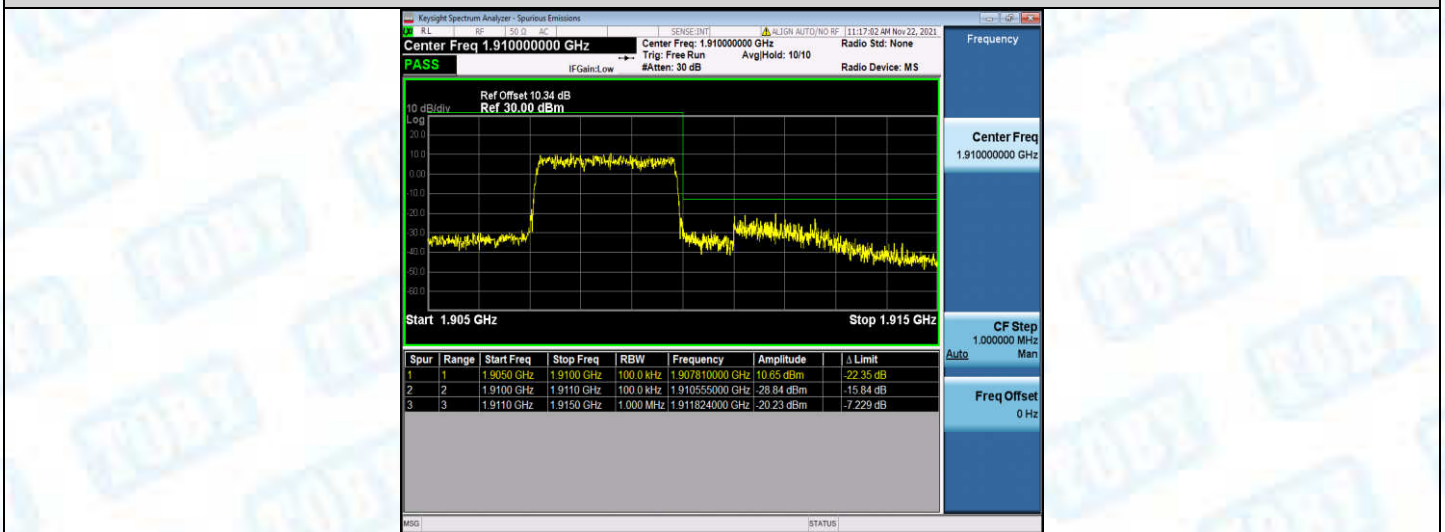 Keysight Spectrum Analyzer - Spurious Emissions
RL RF 50 Ω AC SENSE:INT ALIGN AUTO/NO RF 11:17:02 AM Nov 22, 2021
Center Freq 1.910000000 GHz
Center Freq: 1.910000000 GHz Radio Std: None
Trig: Free Run Avg|Hold: 10/10
PASS IFGain:Low #Atten: 30 dB Radio Device: MS
Ref Offset 10.34 dB
10 dB/div Ref 30.00 dBm
Log
20.0
10.0
0.00
-10.0
-20.0
-30.0
-40.0
-50.0
-60.0
Start 1.905 GHz Stop 1.915 GHz
Spur Range Start Freq Stop Freq RBW Frequency Amplitude Δ Limit
1 1 1.9050 GHz 1.9100 GHz 100.0 kHz 1.907810000 GHz 10.65 dBm -22.35 dB
2 2 1.9100 GHz 1.9110 GHz 100.0 kHz 1.910555000 GHz -28.84 dBm -15.84 dB
3 3 1.9110 GHz 1.9150 GHz 1.000 MHz 1.911824000 GHz -20.23 dBm -7.229 dB
MSG STATUS
Frequency
Center Freq
1.910000000 GHz
CF Step
1.000000 MHz
Auto Man
Freq Offset
0 Hz